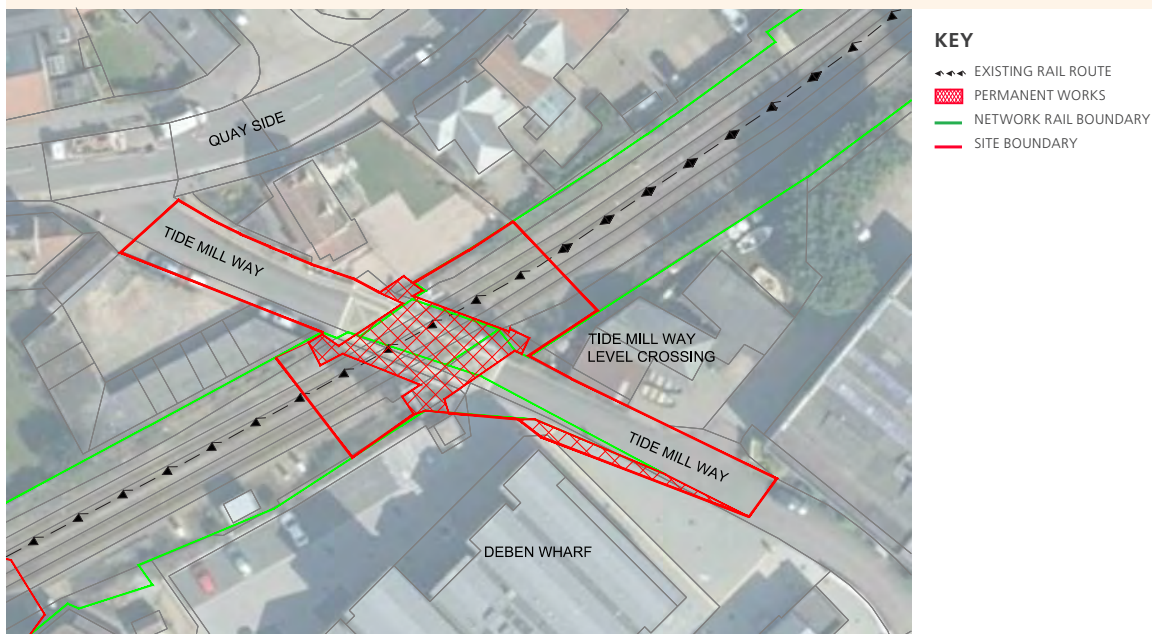 QUAY SIDE
TIDE MILL WAY
TIDE MILL WAY
LEVEL CROSSING
TIDE MILL WAY
DEBEN WHARF
KEY
EXISTING RAIL ROUTE
PERMANENT WORKS
NETWORK RAIL BOUNDARY
SITE BOUNDARY